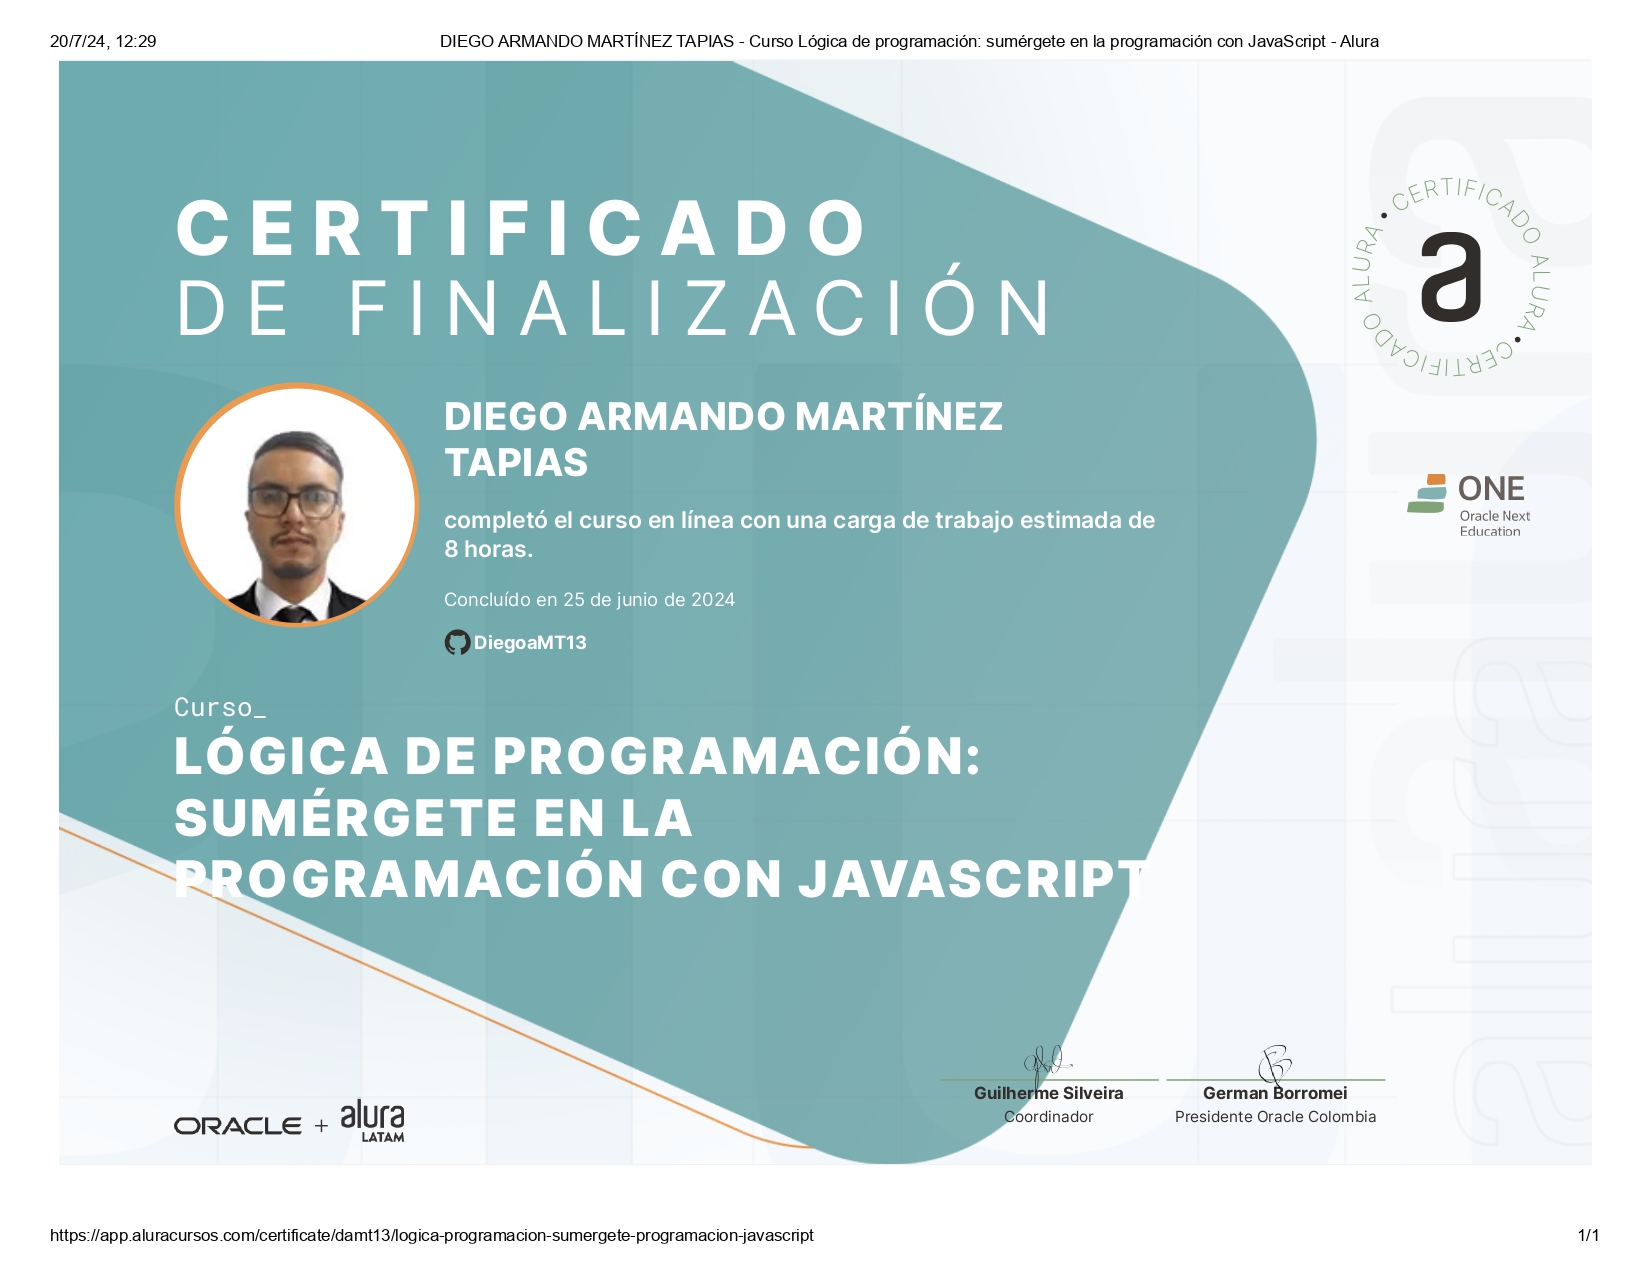 20/7/24, 12:29
DIEGO ARMANDO MARTÍNEZ TAPIAS - Curso Lógica de programación: sumérgete en la programación con JavaScript - Alura
CERTIFICADO
DE FINALIZACIÓN
• CERTIFICADO ALURA • CERTIFICADO ALURA
a
DIEGO ARMANDO MARTÍNEZ
TAPIAS
completó el curso en línea con una carga de trabajo estimada de
8 horas.
Concluído en 25 de junio de 2024
DiegoaMT13
ONE
Oracle Next
Education
Curso_
LÓGICA DE PROGRAMACIÓN:
SUMÉRGETE EN LA
PROGRAMACIÓN CON JAVASCRIPT
Guilherme Silveira
Coordinador
German Borromei
Presidente Oracle Colombia
ORACLE + alura
LATAM
alura
https://app.aluracursos.com/certificate/damt13/logica-programacion-sumergete-programacion-javascript
1/1